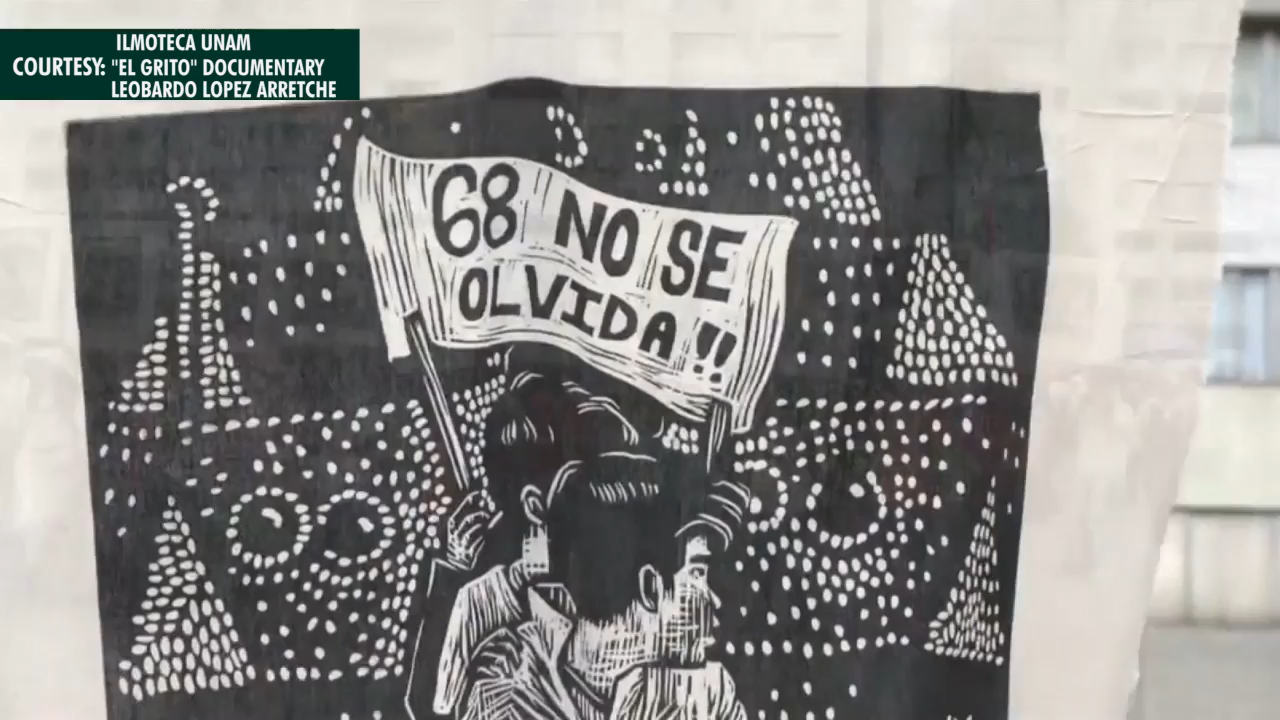 ILMOTECA UNAM
COURTESY: "EL GRITO" DOCUMENTARY
LEOBARDO LOPEZ ARRETCHE
68 NO SE
OLVIDA!!